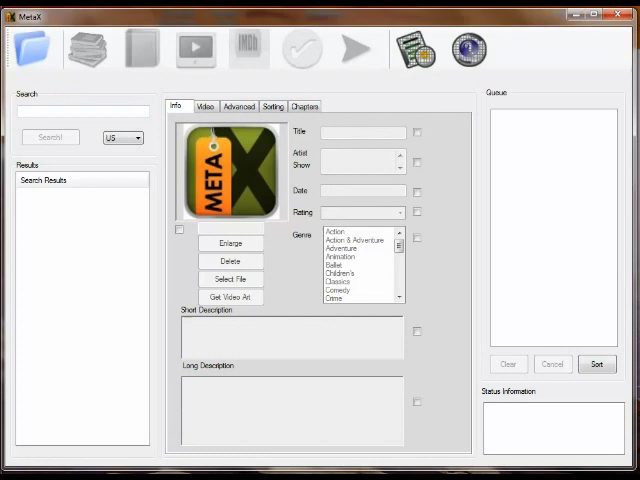 MetaX
IMDb
Search
Search!
US
Results
Search Results
Info
Video
Advanced
Sorting
Chapters
META
X
Enlarge
Delete
Select File
Get Video Art
Title
Artist
Show
Date
Rating
Genre
Action
Action & Adventure
Adventure
Animation
Ballet
Children's
Classics
Comedy
Crime
Short Description
Long Description
Queue
Clear
Cancel
Sort
Status Information